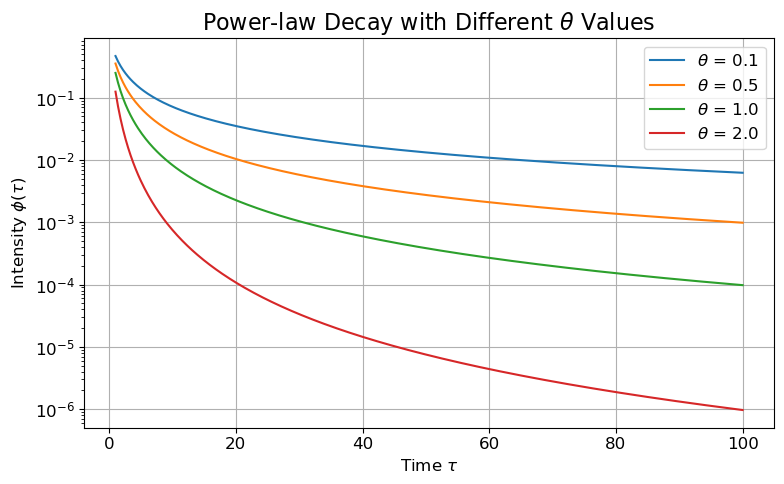 Power-law Decay with Different θ Values
Intensity ϕ(τ)
10⁻¹
10⁻²
10⁻³
10⁻⁴
10⁻⁵
10⁻⁶
θ = 0.1
θ = 0.5
θ = 1.0
θ = 2.0
0 20 40 60 80 100
Time τ